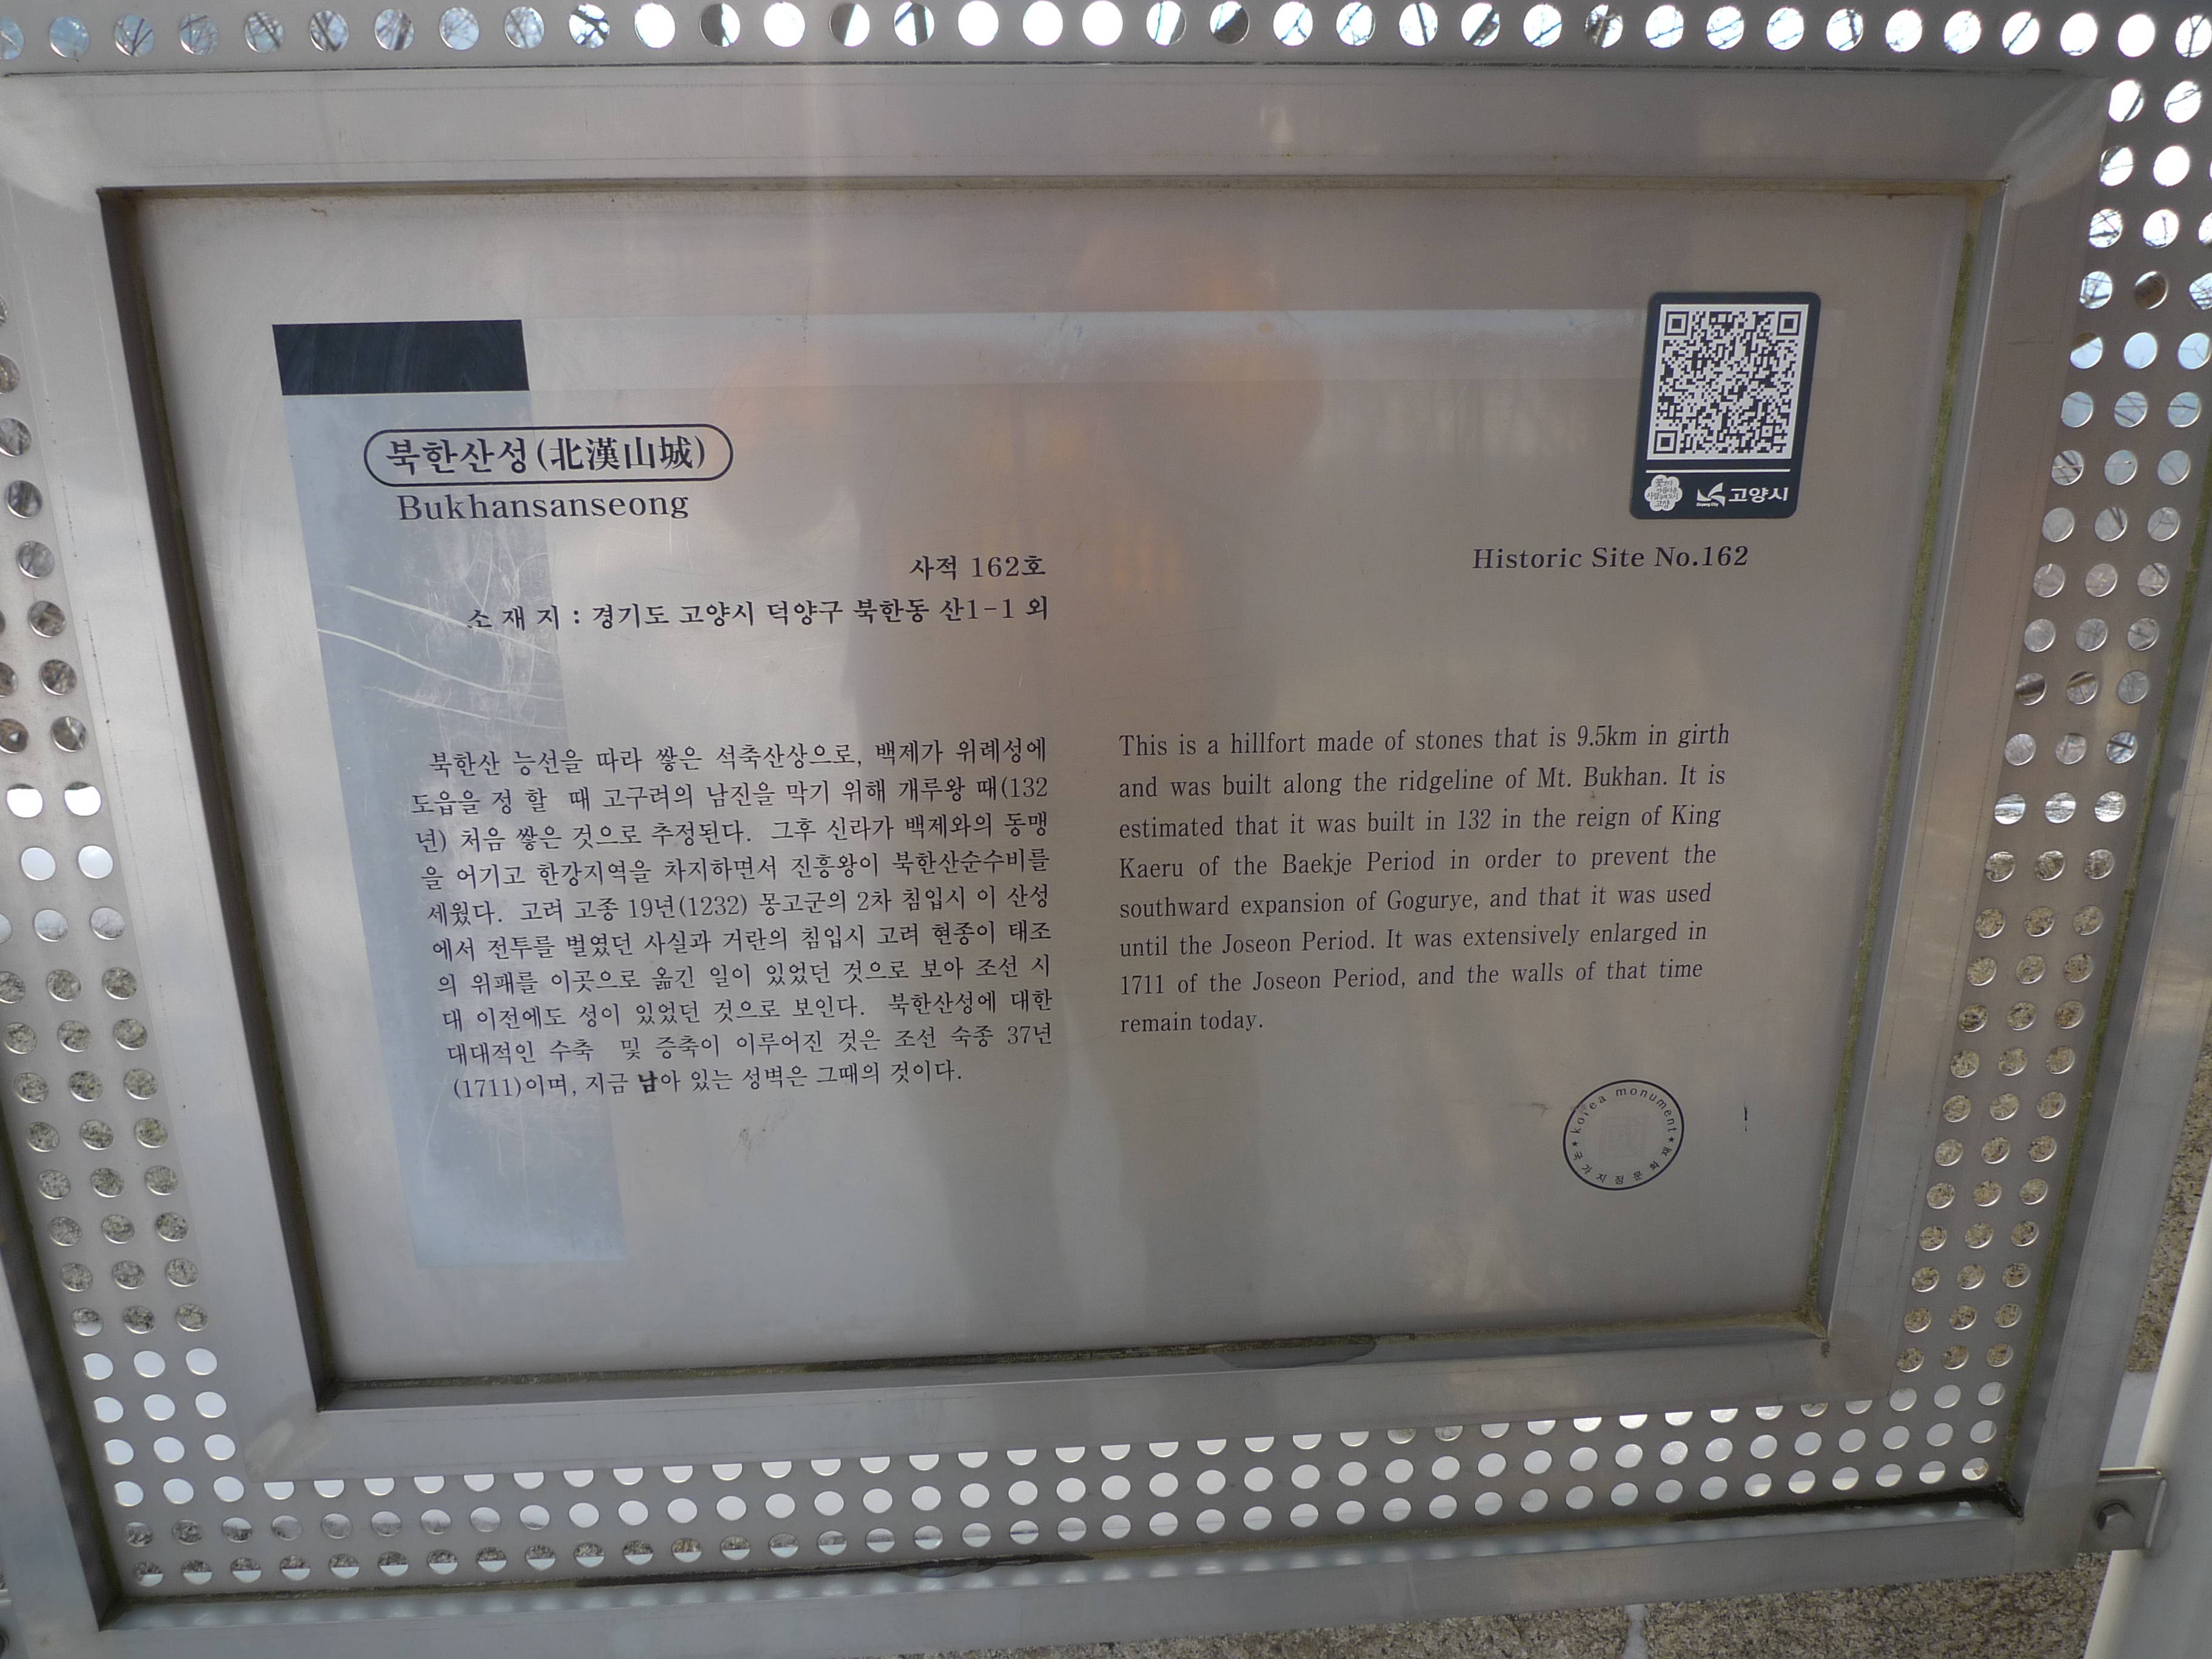 북한산성(北漢山城)
Bukhansanseong
사적 162호
소 재 지 : 경기도 고양시 덕양구 북한동 산1-1 외
북한산 능선을 따라 쌓은 석축산상으로, 백제가 위례성에
도읍을 정 할 때 고구려의 남진을 막기 위해 개루왕 때(132
년) 처음 쌓은 것으로 추정된다. 그후 신라가 백제와의 동맹
을 어기고 한강지역을 차지하면서 진흥왕이 북한산순수비를
세웠다. 고려 고종 19년(1232) 몽고군의 2차 침입시 이 산성
에서 전투를 벌였던 사실과 거란의 침입시 고려 현종이 태조
의 위패를 이곳으로 옮긴 일이 있었던 것으로 보아 조선 시
대 이전에도 성이 있었던 것으로 보인다. 북한산성에 대한
대대적인 수축 및 증축이 이루어진 것은 조선 숙종 37년
(1711)이며, 지금 남아 있는 성벽은 그때의 것이다.
고양시
Goyang City
Historic Site No.162
This is a hillfort made of stones that is 9.5km in girth
and was built along the ridgeline of Mt. Bukhan. It is
estimated that it was built in 132 in the reign of King
Kaeru of the Baekje Period in order to prevent the
southward expansion of Gogurye, and that it was used
until the Joseon Period. It was extensively enlarged in
1711 of the Joseon Period, and the walls of that time
remain today.
korea monument
국가지정문화재